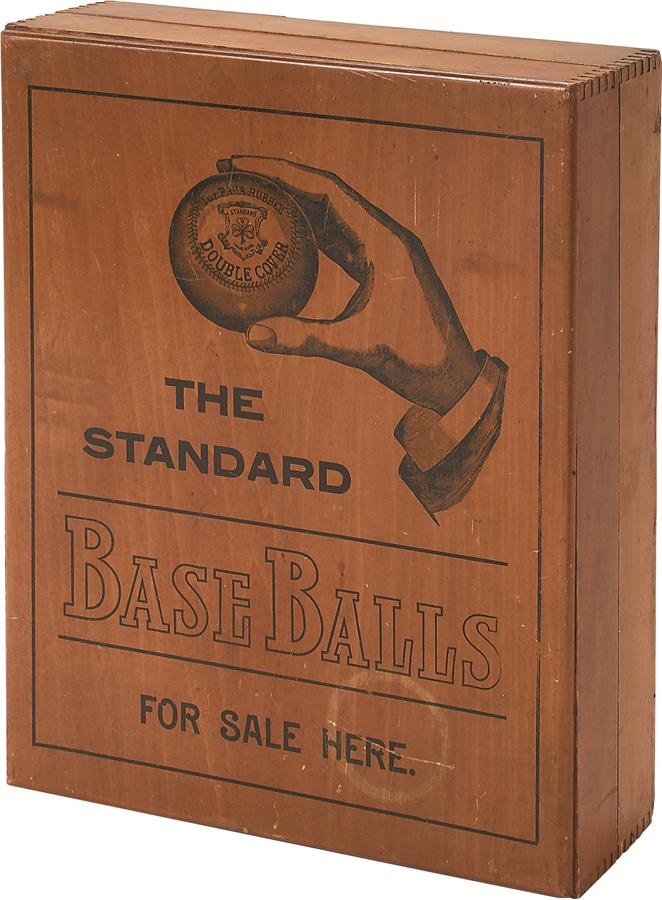 1oz PARA RUBBER
STANDARD
DOUBLE COVER
THE
STANDARD
BASE BALLS
FOR SALE HERE.